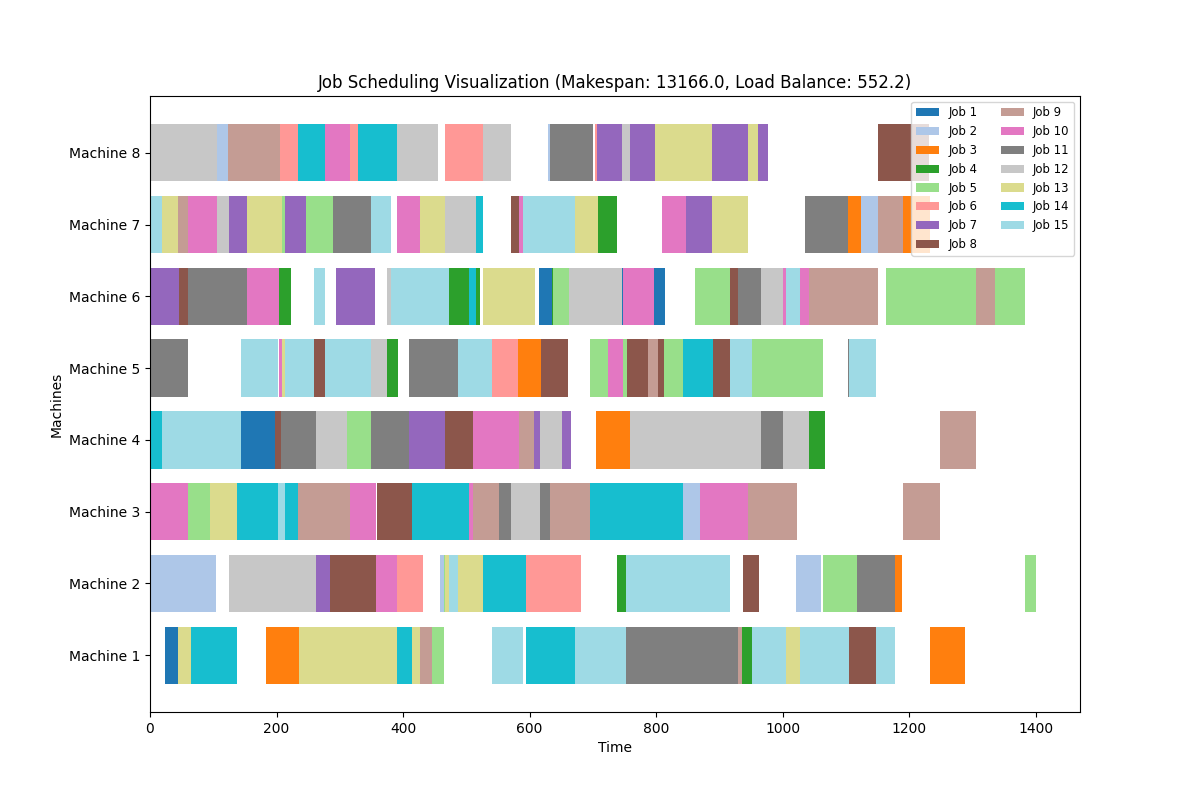 Job Scheduling Visualization (Makespan: 13166.0, Load Balance: 552.2)
Job 1
Job 2
Job 3
Job 4
Job 5
Job 6
Job 7
Job 8
Job 9
Job 10
Job 11
Job 12
Job 13
Job 14
Job 15
Machines
Machine 8
Machine 7
Machine 6
Machine 5
Machine 4
Machine 3
Machine 2
Machine 1
0 200 400 600 800 1000 1200 1400
Time